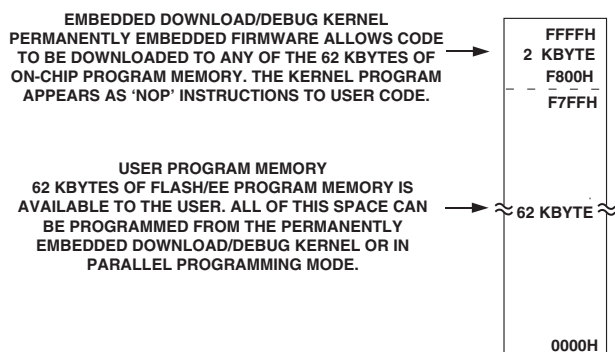 EMBEDDED DOWNLOAD/DEBUG KERNEL
PERMANENTLY EMBEDDED FIRMWARE ALLOWS CODE
TO BE DOWNLOADED TO ANY OF THE 62 KBYTES OF
ON-CHIP PROGRAM MEMORY. THE KERNEL PROGRAM
APPEARS AS ‘NOP’ INSTRUCTIONS TO USER CODE.
FFFFH
2 KBYTE
F800H
F7FFH
USER PROGRAM MEMORY
62 KBYTES OF FLASH/EE PROGRAM MEMORY IS
AVAILABLE TO THE USER. ALL OF THIS SPACE CAN
BE PROGRAMMED FROM THE PERMANENTLY
EMBEDDED DOWNLOAD/DEBUG KERNEL OR IN
PARALLEL PROGRAMMING MODE.
62 KBYTE
0000H